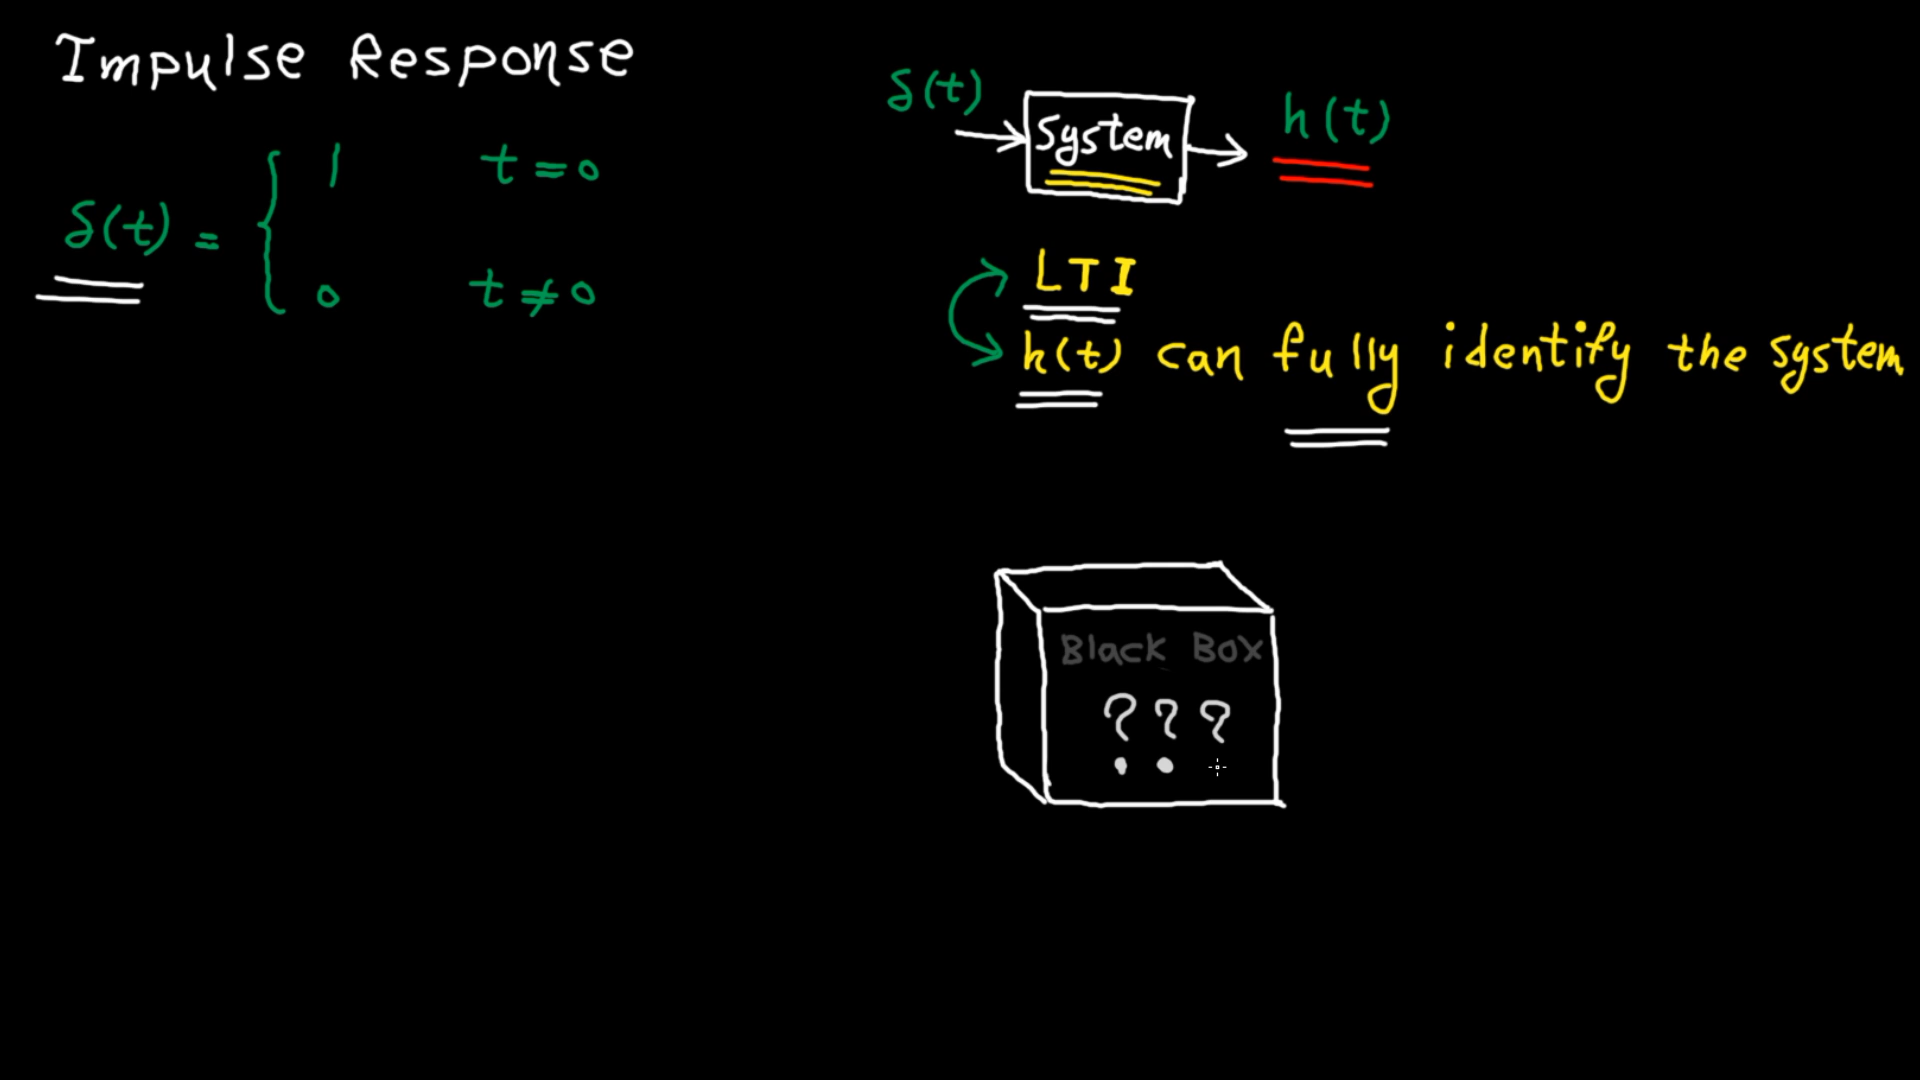 Impulse Response
δ(t) = { 1 t = 0
0 t ≠ 0
δ(t)
System
h(t)
LTI
h(t) can fully identify the system
Black Box
? ? ?